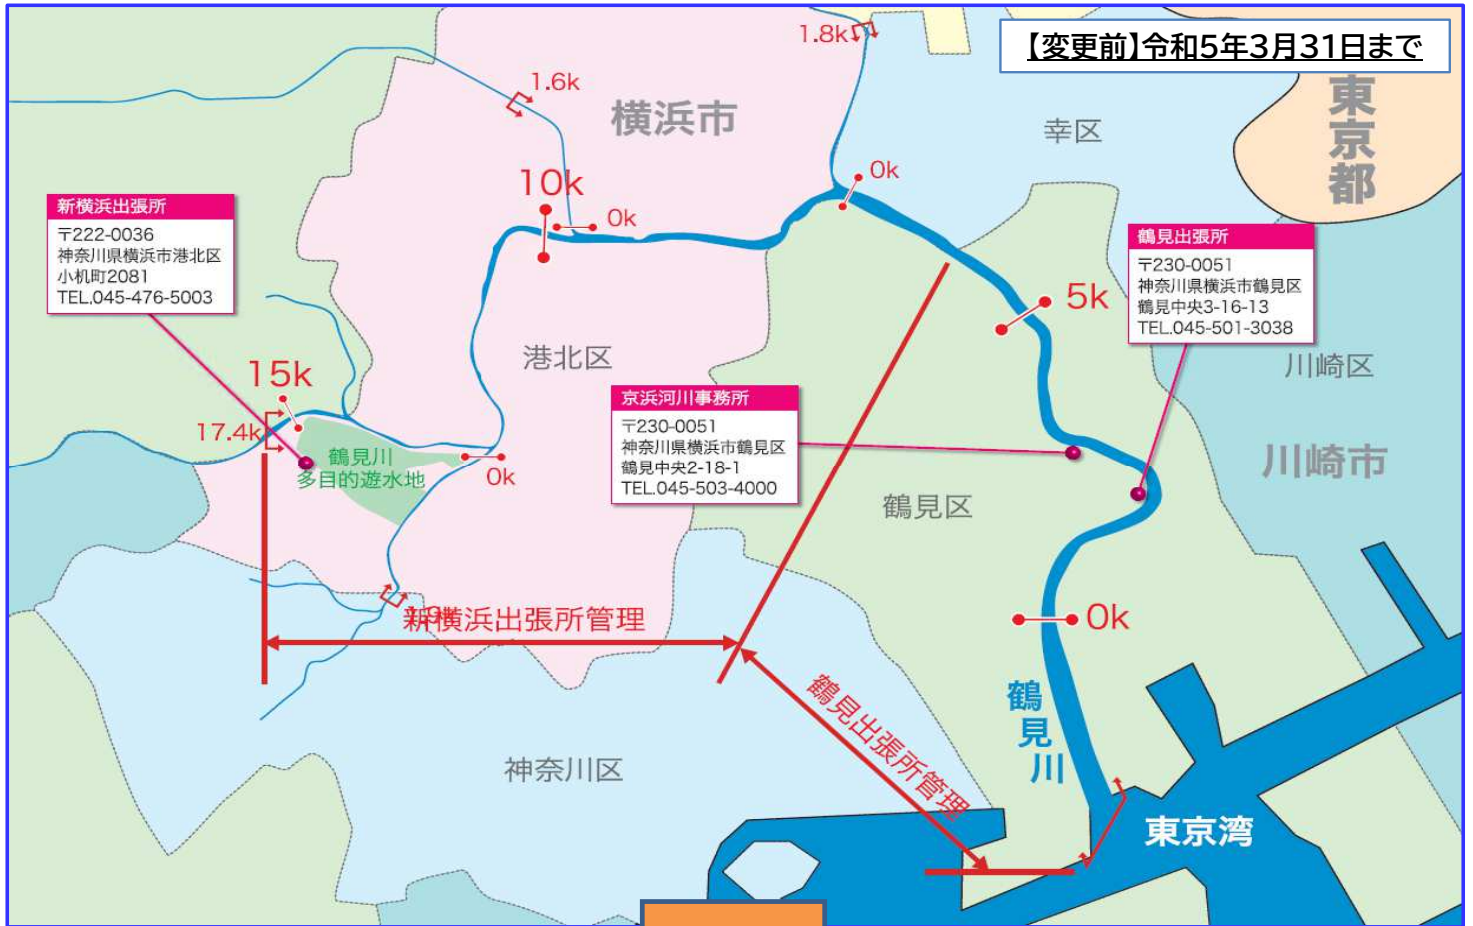 【変更前】令和5年3月31日まで
1.8k
1.6k
横浜市
幸区
東京都
10k
0k
0k
新横浜出張所
〒222-0036
神奈川県横浜市港北区
小机町2081
TEL.045-476-5003
鶴見出張所
〒230-0051
神奈川県横浜市鶴見区
鶴見中央3-16-13
TEL.045-501-3038
5k
港北区
川崎区
15k
17.4k
京浜河川事務所
〒230-0051
神奈川県横浜市鶴見区
鶴見中央2-18-1
TEL.045-503-4000
鶴見川
多目的遊水地
0k
川崎市
鶴見区
新横浜出張所管理
0k
鶴見出張所管理
鶴見川
神奈川区
東京湾